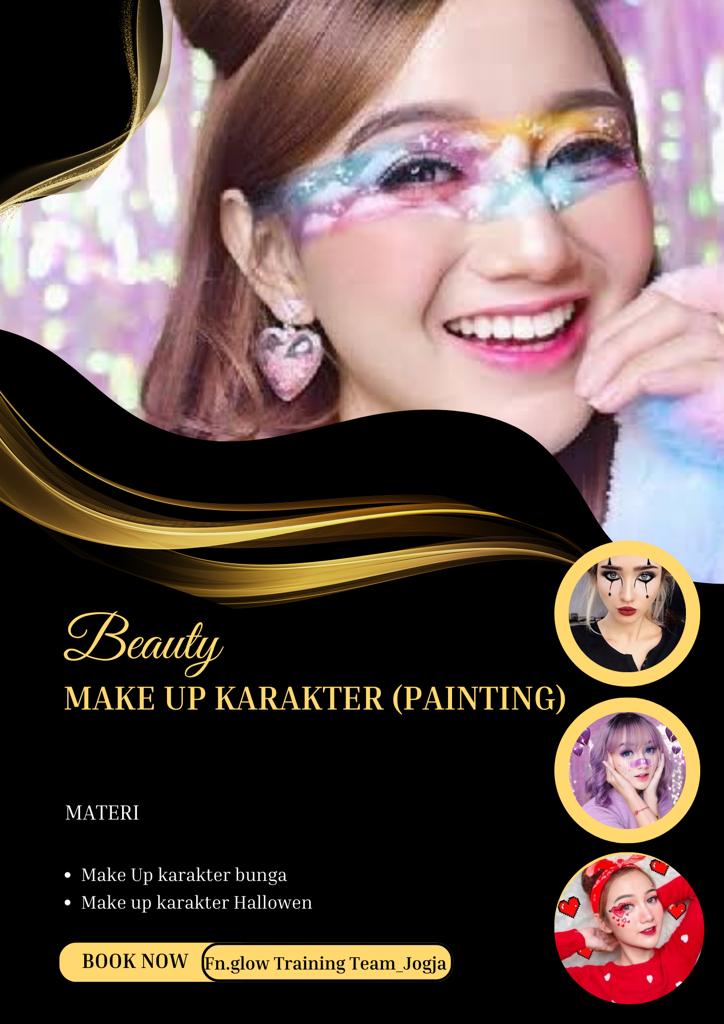 Beauty
MAKE UP KARAKTER (PAINTING)
MATERI
Make Up karakter bunga
Make up karakter Hallowen
BOOK NOW Fn.glow Training Team_Jogja